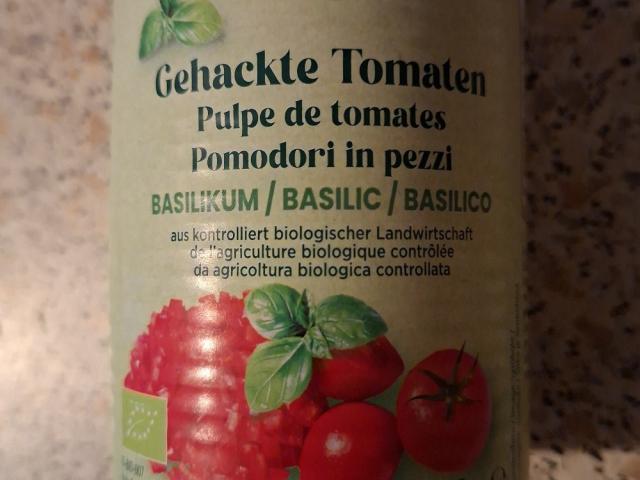 Gehackte Tomaten
Pulpe de tomates
Pomodori in pezzi
BASILIKUM / BASILIC / BASILICO
aus kontrolliert biologischer Landwirtschaft
de l'agriculture biologique contrôlée
da agricoltura biologica controllata